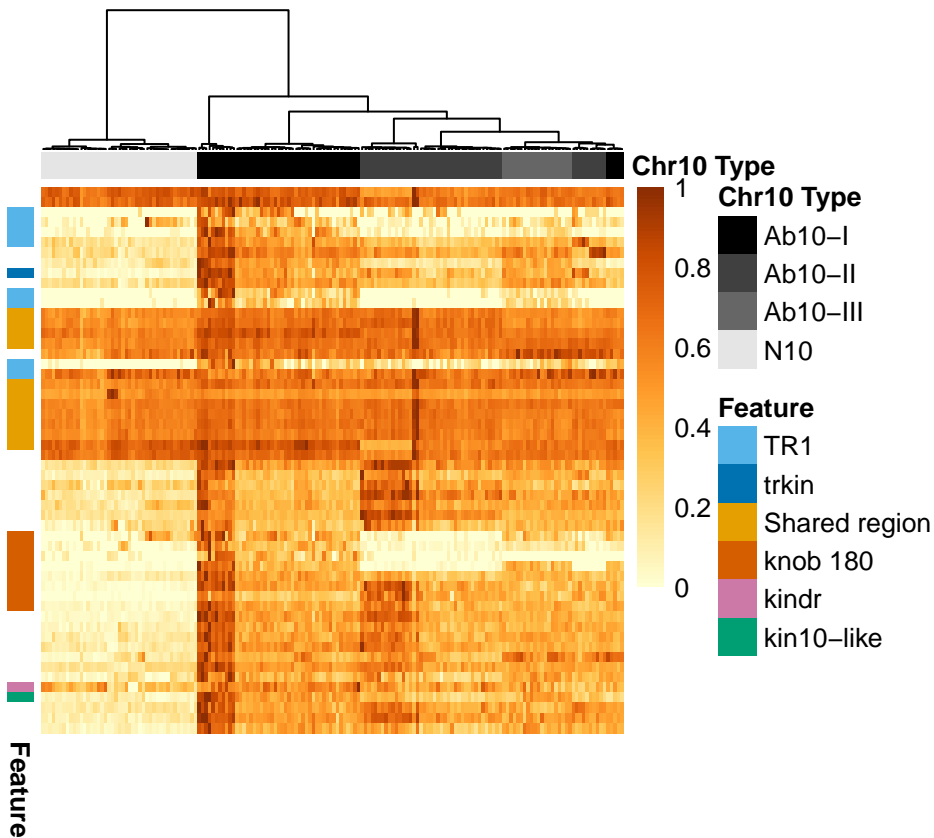 Chr10 Type
1
0.8
0.6
0.4
0.2
0
Chr10 Type
Ab10−I
Ab10−II
Ab10−III
N10
Feature
TR1
trkin
Shared region
knob 180
kindr
kin10−like
Feature